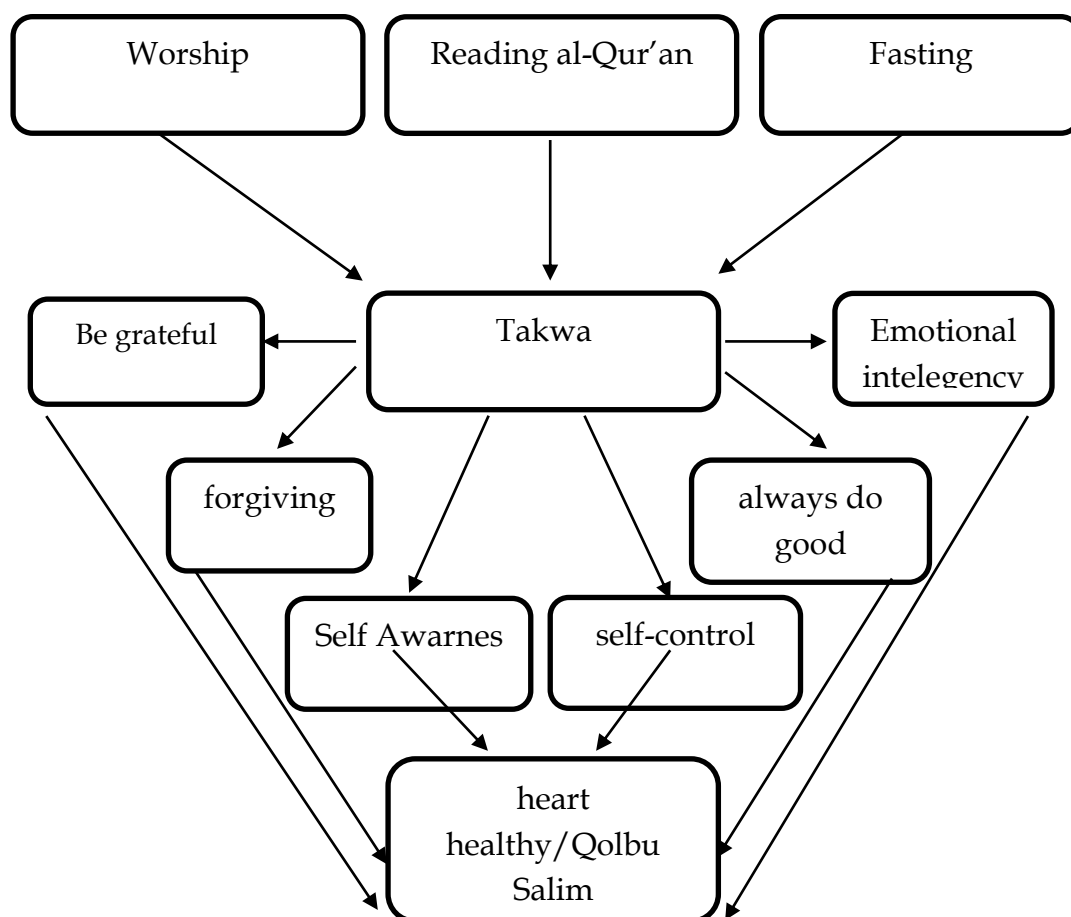 Worship
Reading al-Qur’an
Fasting
Be grateful
Takwa
Emotional
intelegency
forgiving
always do
good
Self Awarnes
self-control
heart
healthy/Qolbu
Salim